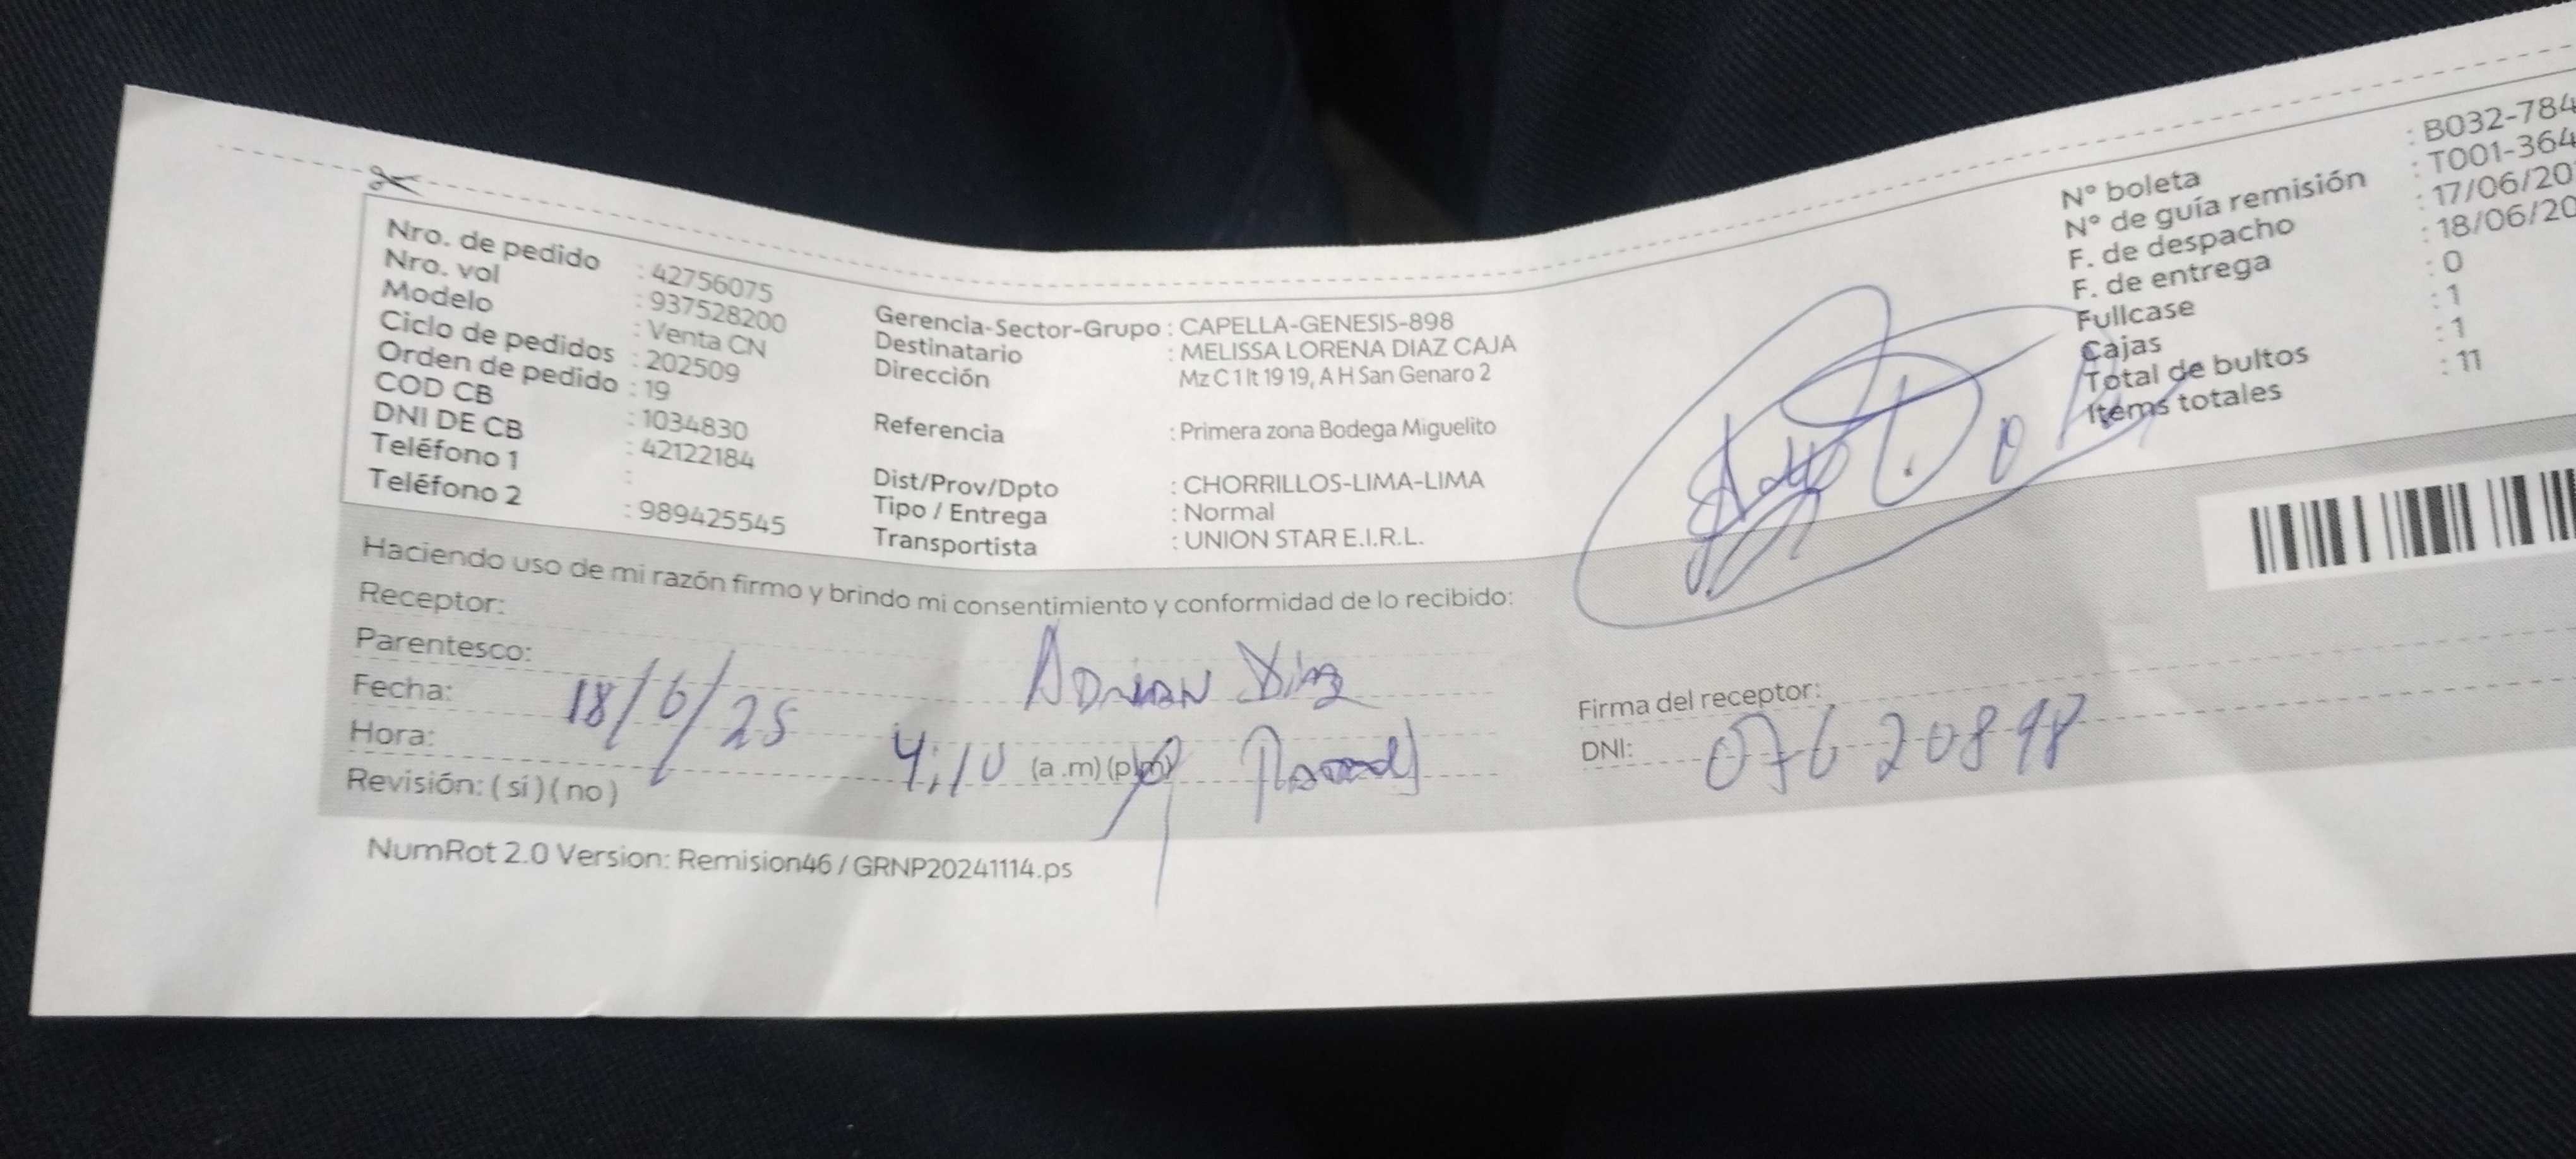 Nro. de pedido : 42756075
Nro. vol : 937528200
Modelo : Venta CN
Ciclo de pedidos : 202509
Orden de pedido : 19
COD CB : 1034830
DNI DE CB : 42122184
Teléfono 1 :
Teléfono 2 : 989425545
Gerencia-Sector-Grupo : CAPELLA-GENESIS-898
Destinatario : MELISSA LORENA DIAZ CAJA
Dirección Mz C 1 lt 19 19, A H San Genaro 2
Referencia : Primera zona Bodega Miguelito
Dist/Prov/Dpto : CHORRILLOS-LIMA-LIMA
Tipo / Entrega : Normal
Transportista : UNION STAR E.I.R.L.
N° boleta : B032-784
N° de guía remisión : T001-364
F. de despacho : 17/06/20
F. de entrega : 18/06/20
Fullcase : 0
Cajas : 1
Total de bultos : 1
Items totales : 11
Haciendo uso de mi razón firmo y brindo mi consentimiento y conformidad de lo recibido:
Receptor:
Parentesco: Adrian Diaz
Fecha: 18/6/25
Hora: 4:10 (a .m) (p.m)
Revisión: ( sí ) ( no )
Firma del receptor:
DNI: 07620898
NumRot 2.0 Version: Remision46 / GRNP20241114.ps